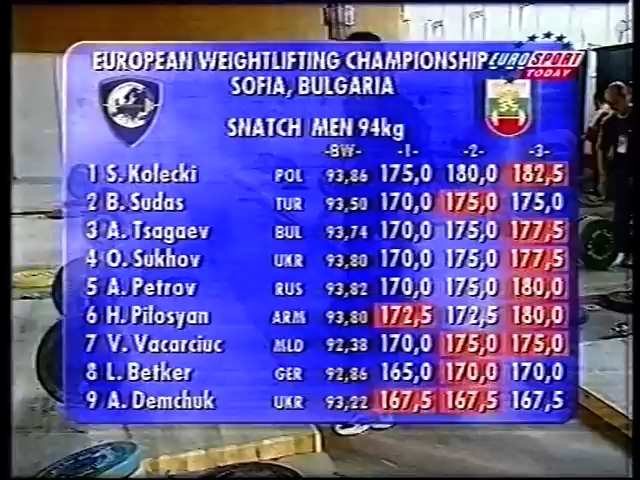 EUROPEAN WEIGHTLIFTING CHAMPIONSHIP
EUROSPORT
TODAY
SOFIA, BULGARIA
SNATCH MEN 94kg
-BW- -1- -2- -3-
1 S. Kolecki POL 93,86 175,0 180,0 182,5
2 B. Sudas TUR 93,50 170,0 175,0 175,0
3 A. Tsagaev BUL 93,74 170,0 175,0 177,5
4 O. Sukhov UKR 93,80 170,0 175,0 177,5
5 A. Petrov RUS 93,82 170,0 175,0 180,0
6 H. Pilosyan ARM 93,80 172,5 172,5 180,0
7 V. Vacarciuc MLD 92,38 170,0 175,0 175,0
8 L. Betker GER 92,86 165,0 170,0 170,0
9 A. Demchuk UKR 93,22 167,5 167,5 167,5